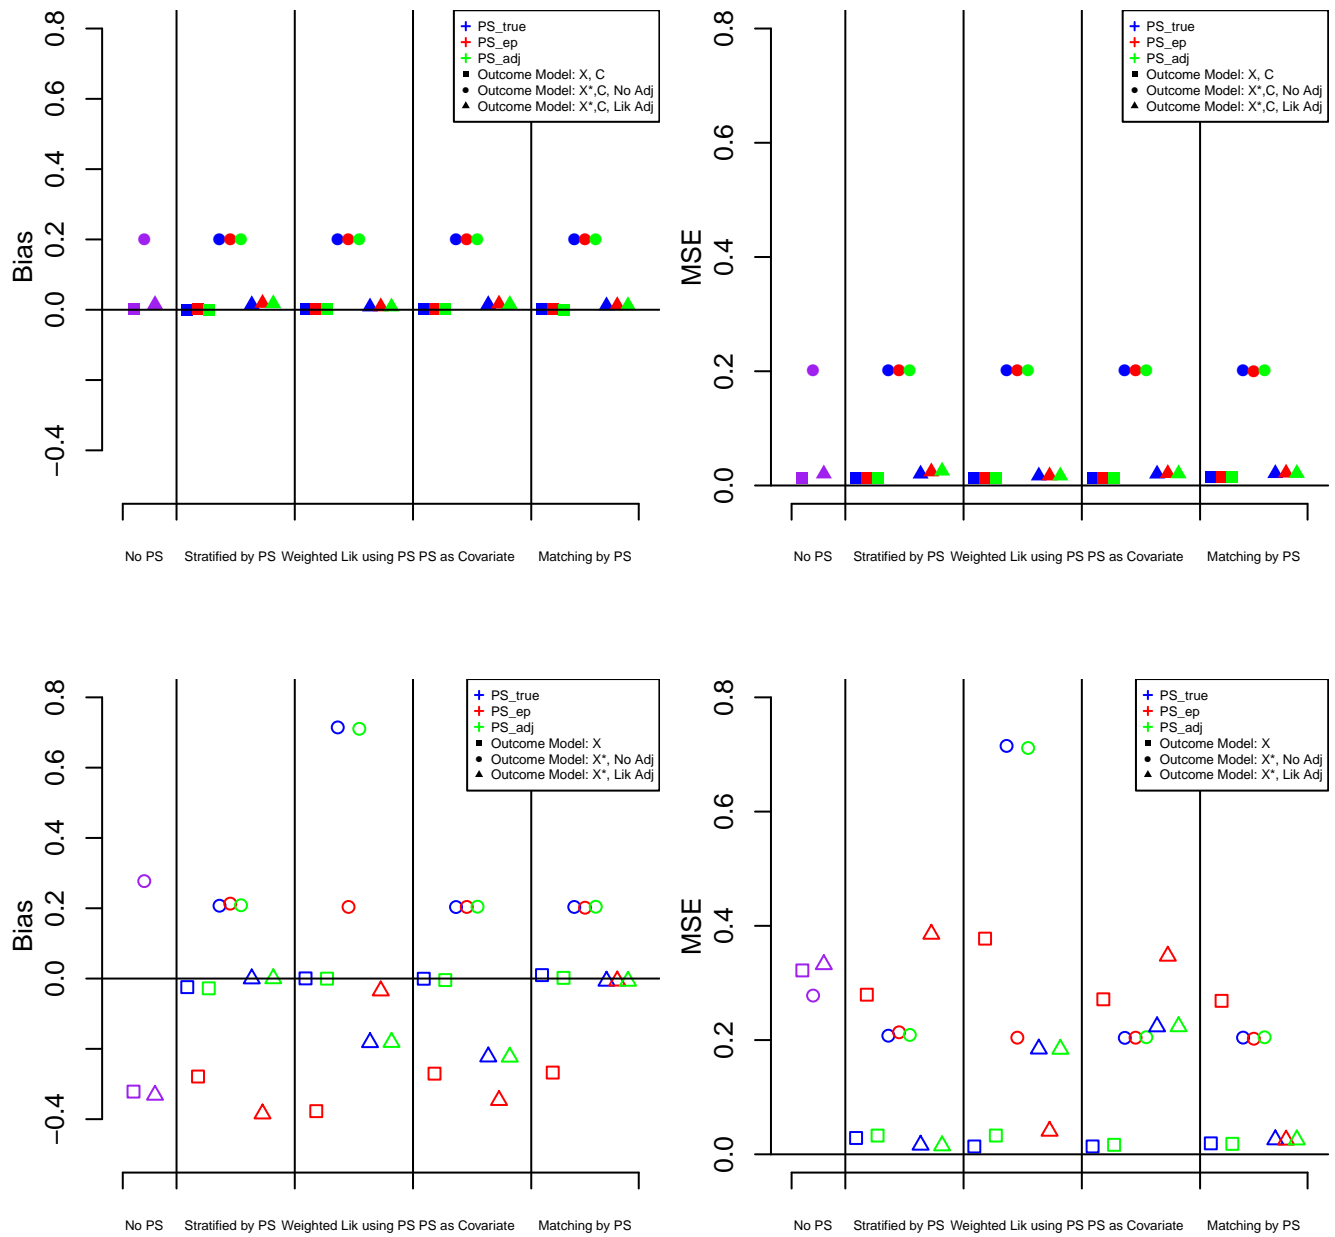 Bias
−0.4
0.0
0.2
0.4
0.6
0.8
PS_true
PS_ep
PS_adj
Outcome Model: X, C
Outcome Model: X*,C, No Adj
Outcome Model: X*,C, Lik Adj
No PS
Stratified by PS
Weighted Lik using PS
PS as Covariate
Matching by PS
MSE
0.0
0.2
0.4
0.6
0.8
PS_true
PS_ep
PS_adj
Outcome Model: X, C
Outcome Model: X*,C, No Adj
Outcome Model: X*,C, Lik Adj
No PS
Stratified by PS
Weighted Lik using PS
PS as Covariate
Matching by PS
Bias
−0.4
0.0
0.2
0.4
0.6
0.8
PS_true
PS_ep
PS_adj
Outcome Model: X
Outcome Model: X*, No Adj
Outcome Model: X*, Lik Adj
No PS
Stratified by PS
Weighted Lik using PS
PS as Covariate
Matching by PS
MSE
0.0
0.2
0.4
0.6
0.8
PS_true
PS_ep
PS_adj
Outcome Model: X
Outcome Model: X*, No Adj
Outcome Model: X*, Lik Adj
No PS
Stratified by PS
Weighted Lik using PS
PS as Covariate
Matching by PS